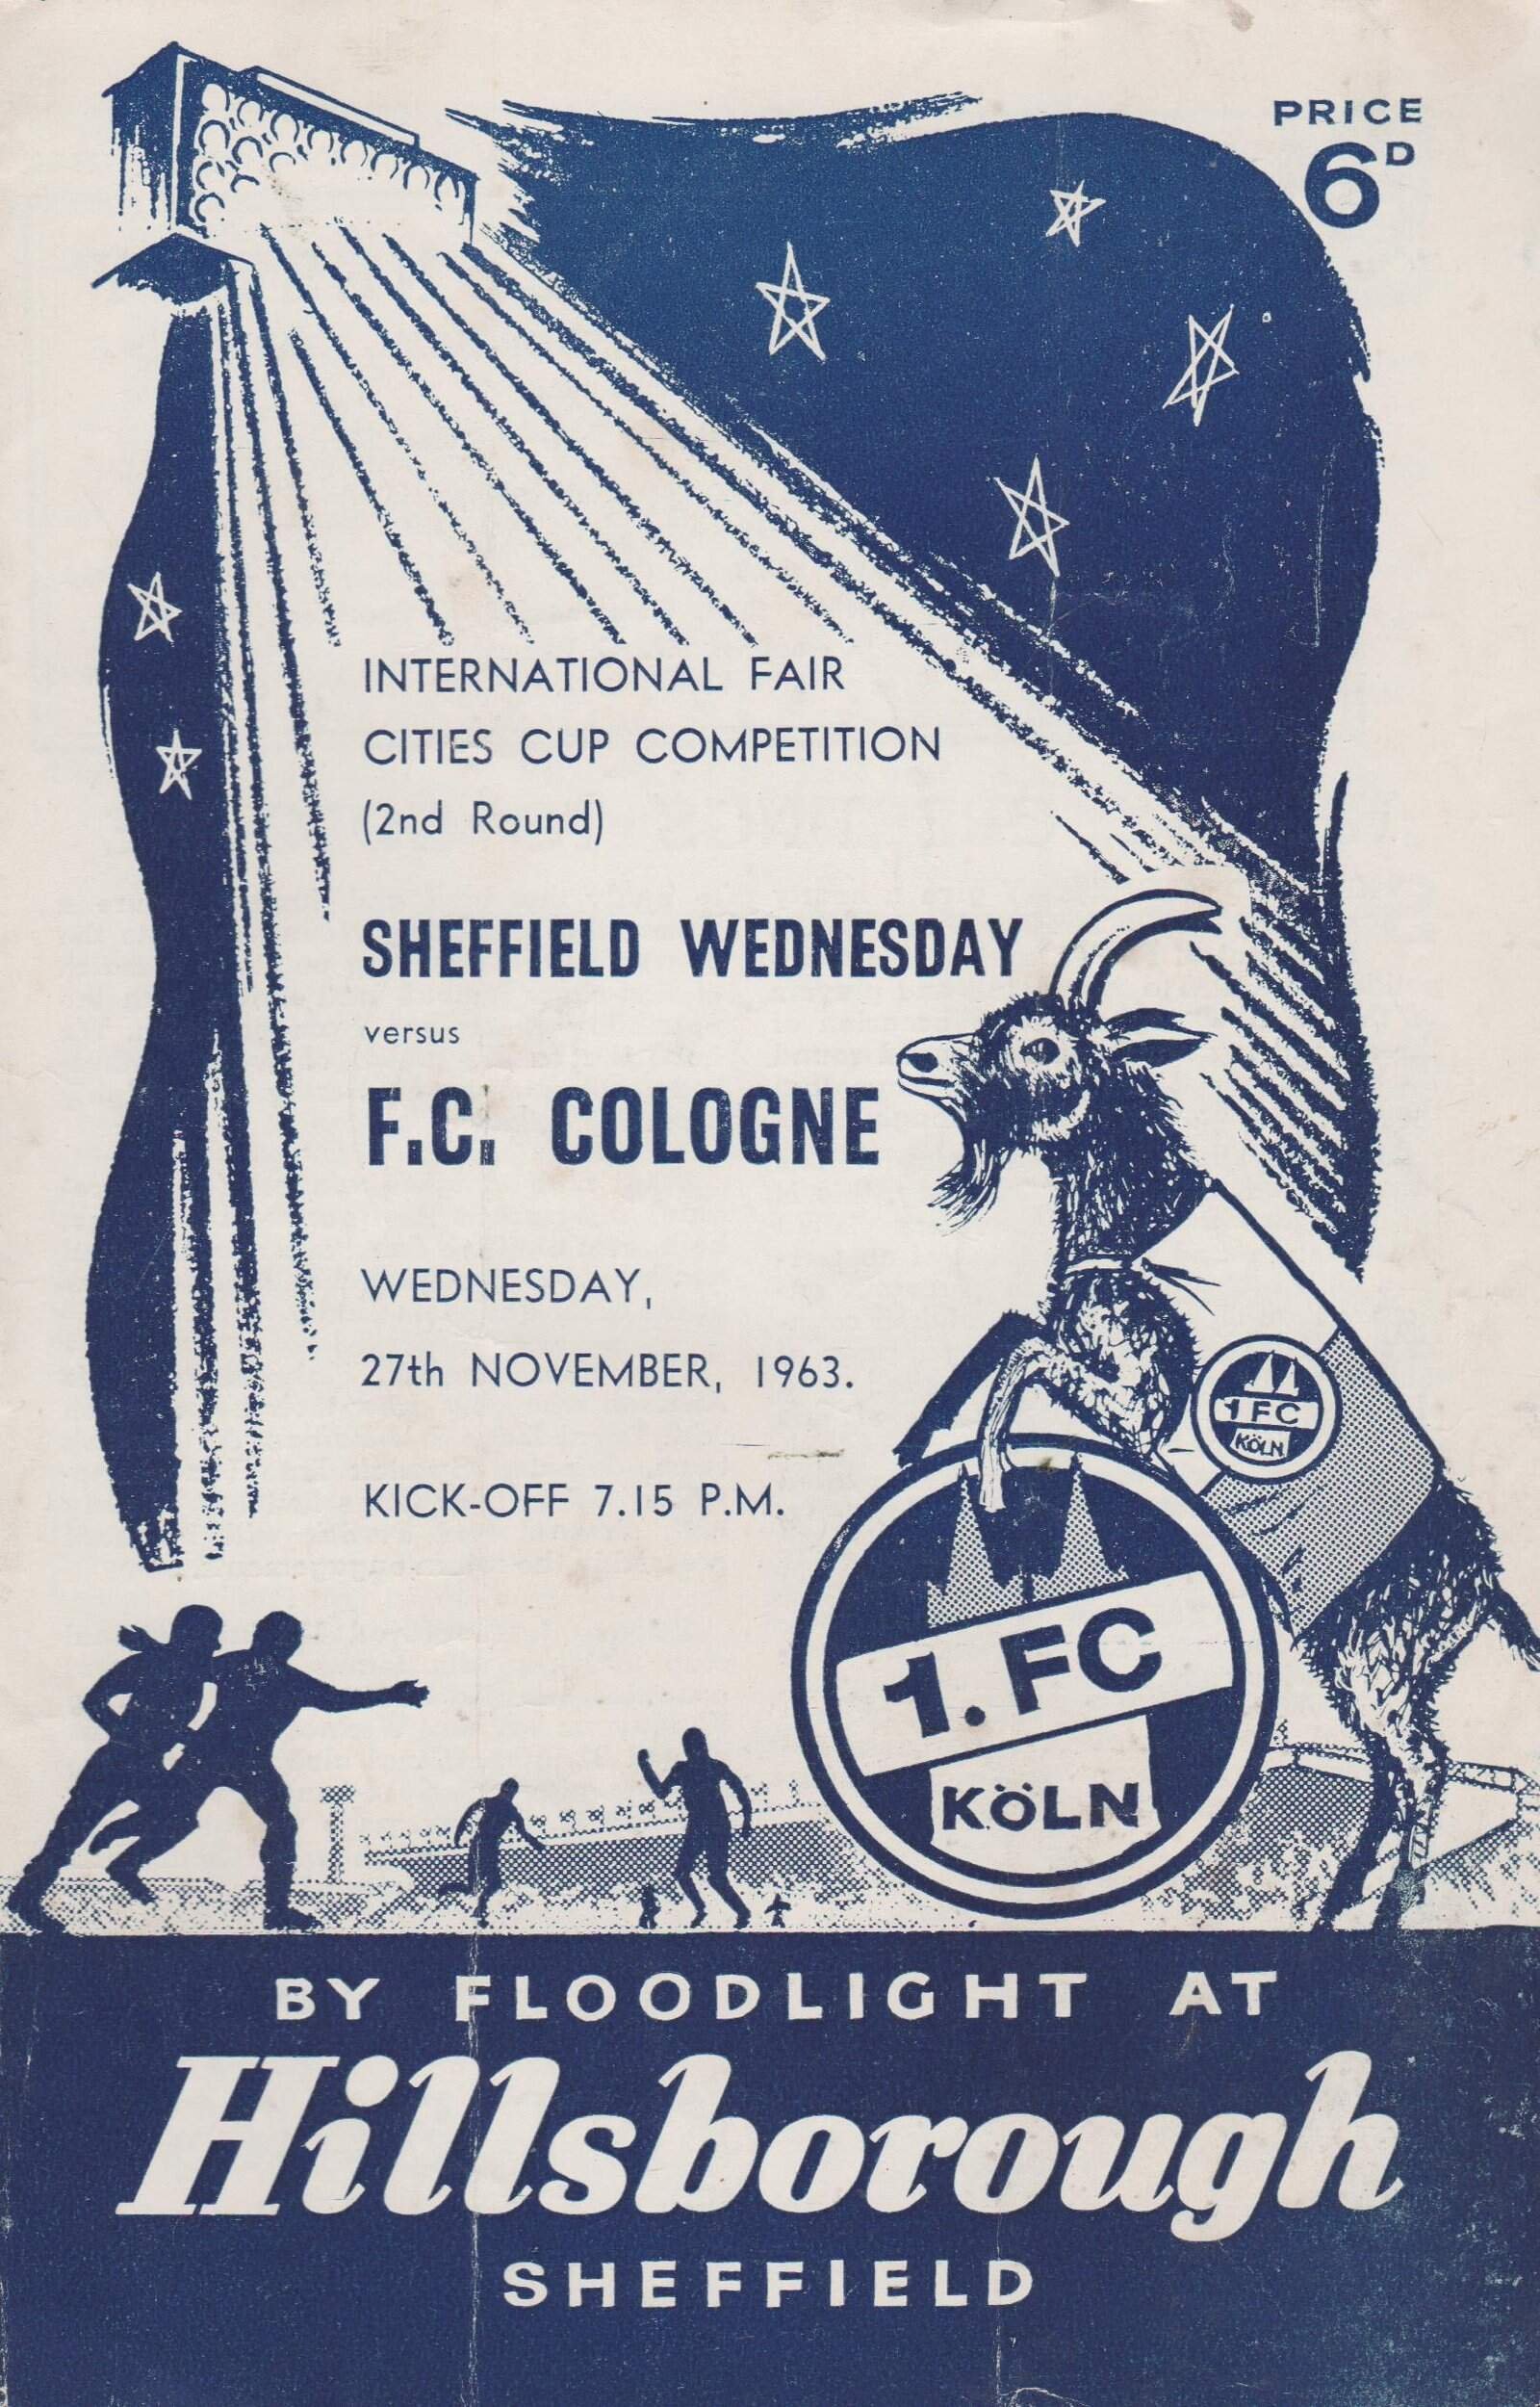 PRICE
6D
INTERNATIONAL FAIR
CITIES CUP COMPETITION
(2nd Round)
SHEFFIELD WEDNESDAY
versus
F.C. COLOGNE
WEDNESDAY,
27th NOVEMBER, 1963.
KICK-OFF 7.15 P.M.
1 FC
KÖLN
1. FC
KÖLN
BY FLOODLIGHT AT
Hillsborough
SHEFFIELD